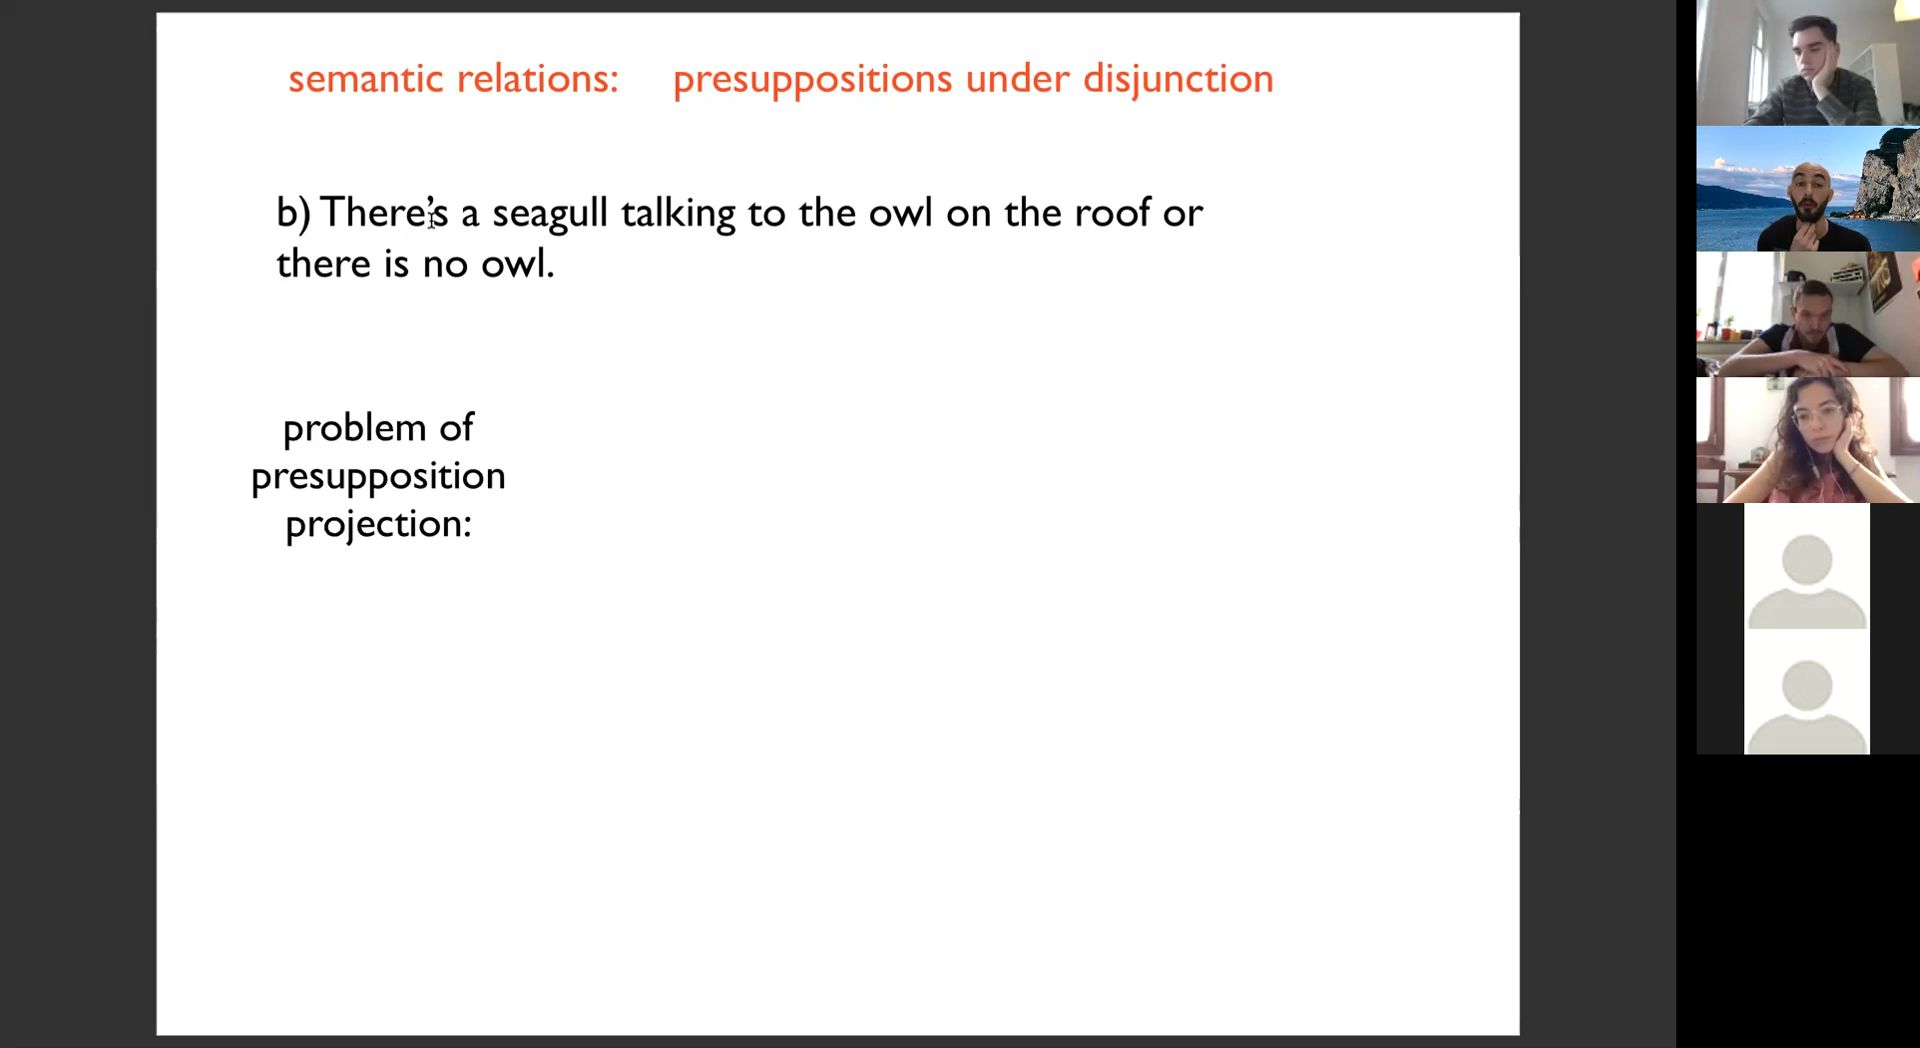 semantic relations: presuppositions under disjunction
b) There's a seagull talking to the owl on the roof or
there is no owl.
problem of
presupposition
projection: